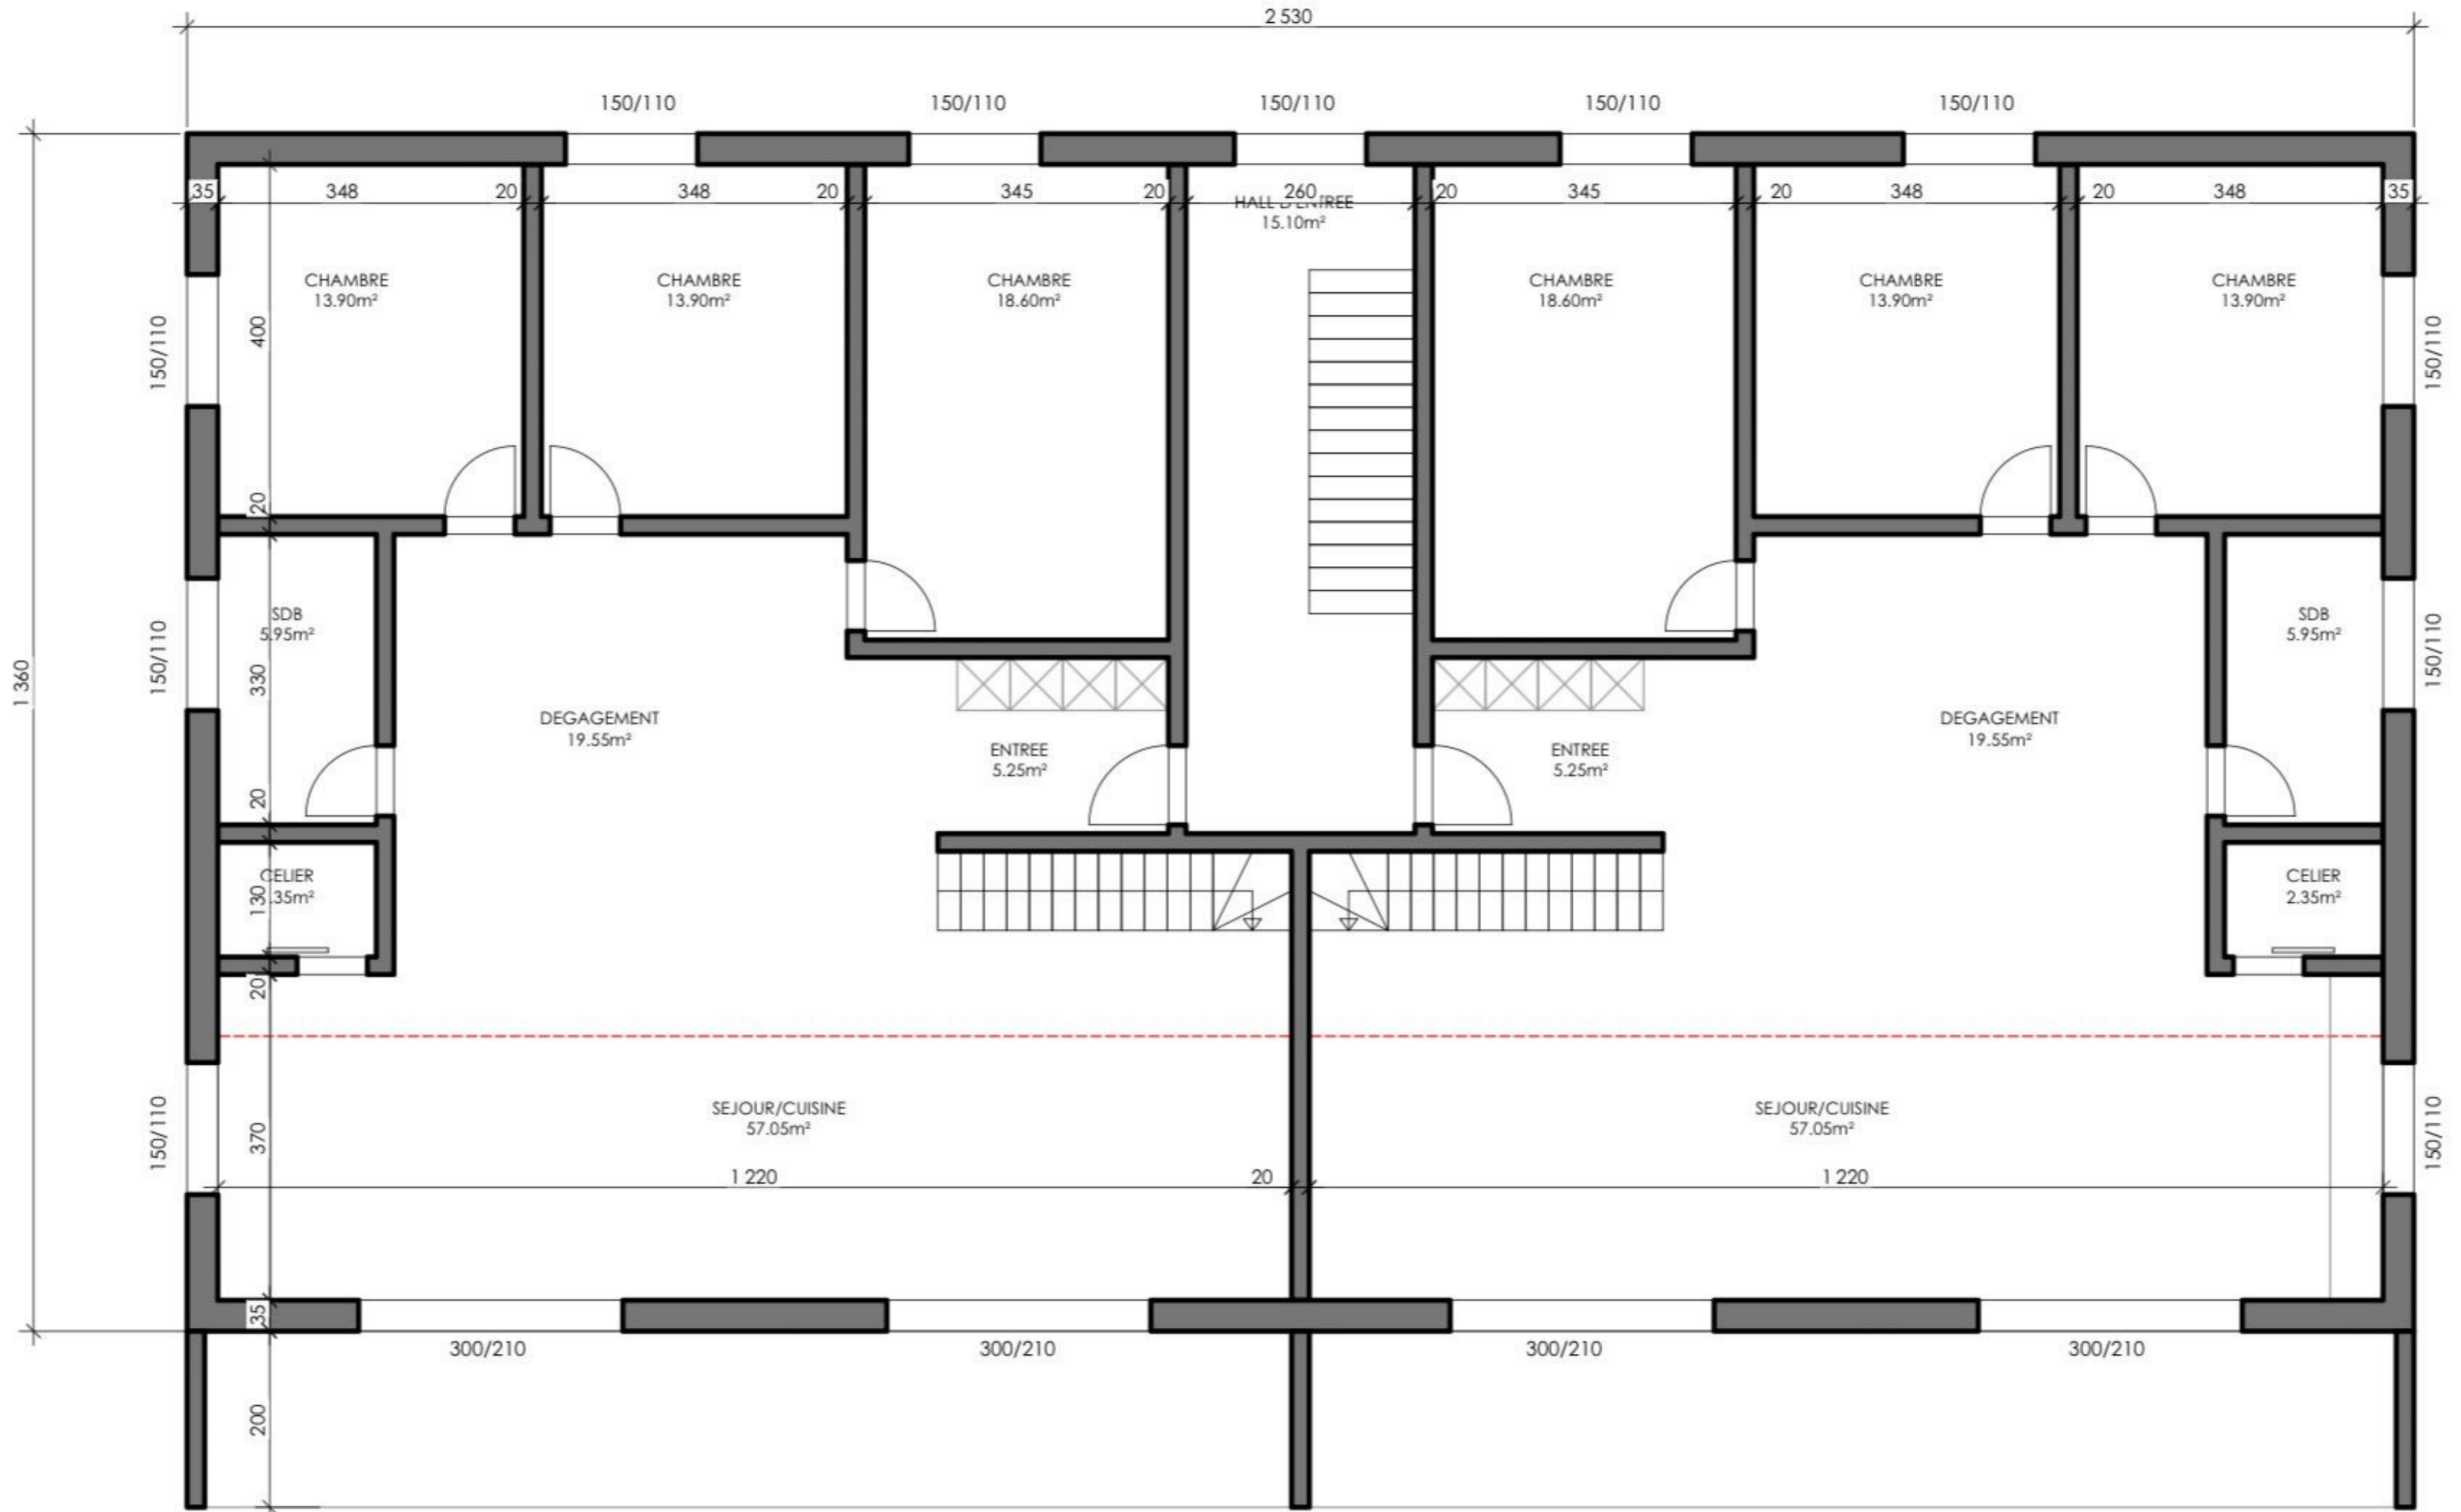 2 530
150/110
150/110
150/110
150/110
150/110
35
348
20
348
20
345
20
260
20
345
20
348
20
348
35
HALL D'ENTREE
15.10m²
CHAMBRE
13.90m²
CHAMBRE
13.90m²
CHAMBRE
18.60m²
CHAMBRE
18.60m²
CHAMBRE
13.90m²
CHAMBRE
13.90m²
150/110
400
150/110
20
SDB
5.95m²
SDB
5.95m²
150/110
330
150/110
1 360
DEGAGEMENT
19.55m²
DEGAGEMENT
19.55m²
ENTREE
5.25m²
ENTREE
5.25m²
20
CELIER
.35m²
130
CELIER
2.35m²
20
SEJOUR/CUISINE
57.05m²
SEJOUR/CUISINE
57.05m²
150/110
370
150/110
1 220
20
1 220
35
300/210
300/210
300/210
300/210
200